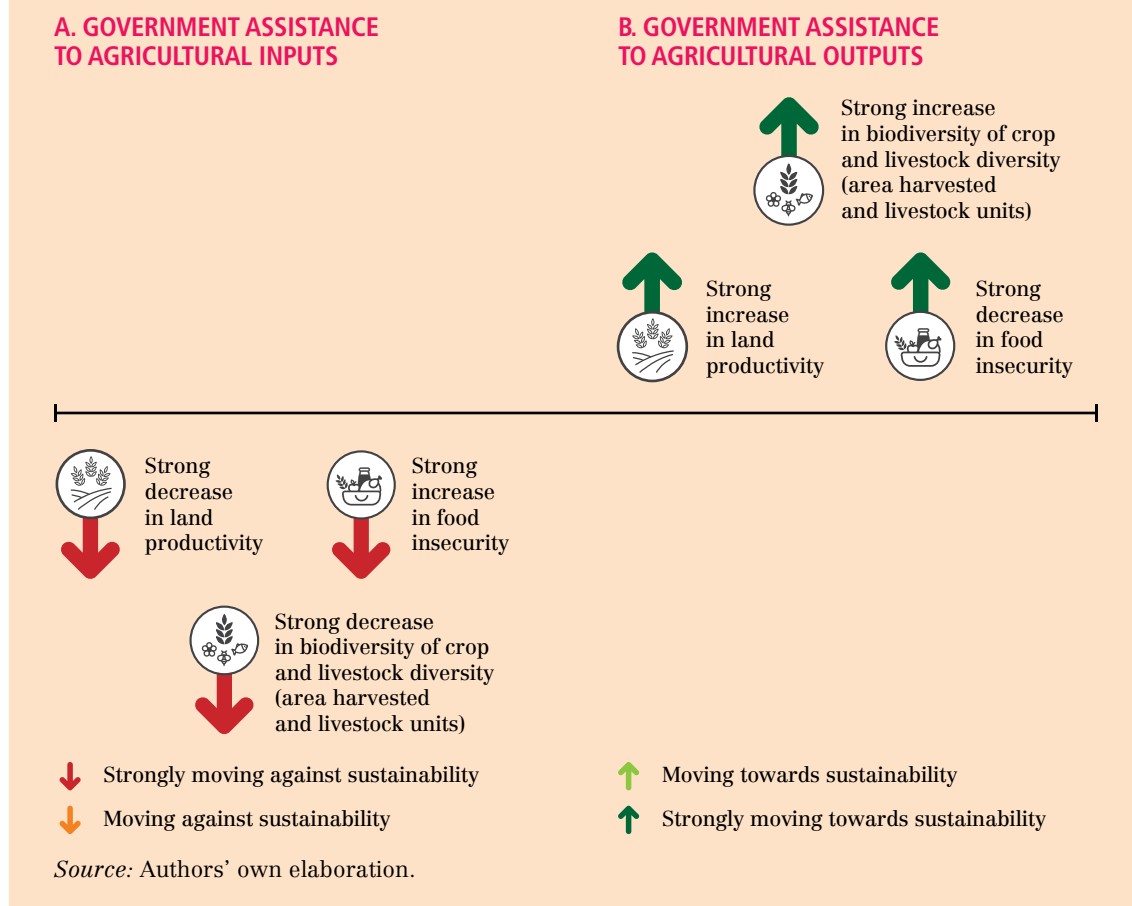 A. GOVERNMENT ASSISTANCE
TO AGRICULTURAL INPUTS
B. GOVERNMENT ASSISTANCE
TO AGRICULTURAL OUTPUTS
Strong increase
in biodiversity of crop
and livestock diversity
(area harvested
and livestock units)
Strong
increase
in land
productivity
Strong
decrease
in food
insecurity
Strong
decrease
in land
productivity
Strong
increase
in food
insecurity
Strong decrease
in biodiversity of crop
and livestock diversity
(area harvested
and livestock units)
Strongly moving against sustainability
Moving against sustainability
Moving towards sustainability
Strongly moving towards sustainability
Source: Authors’ own elaboration.